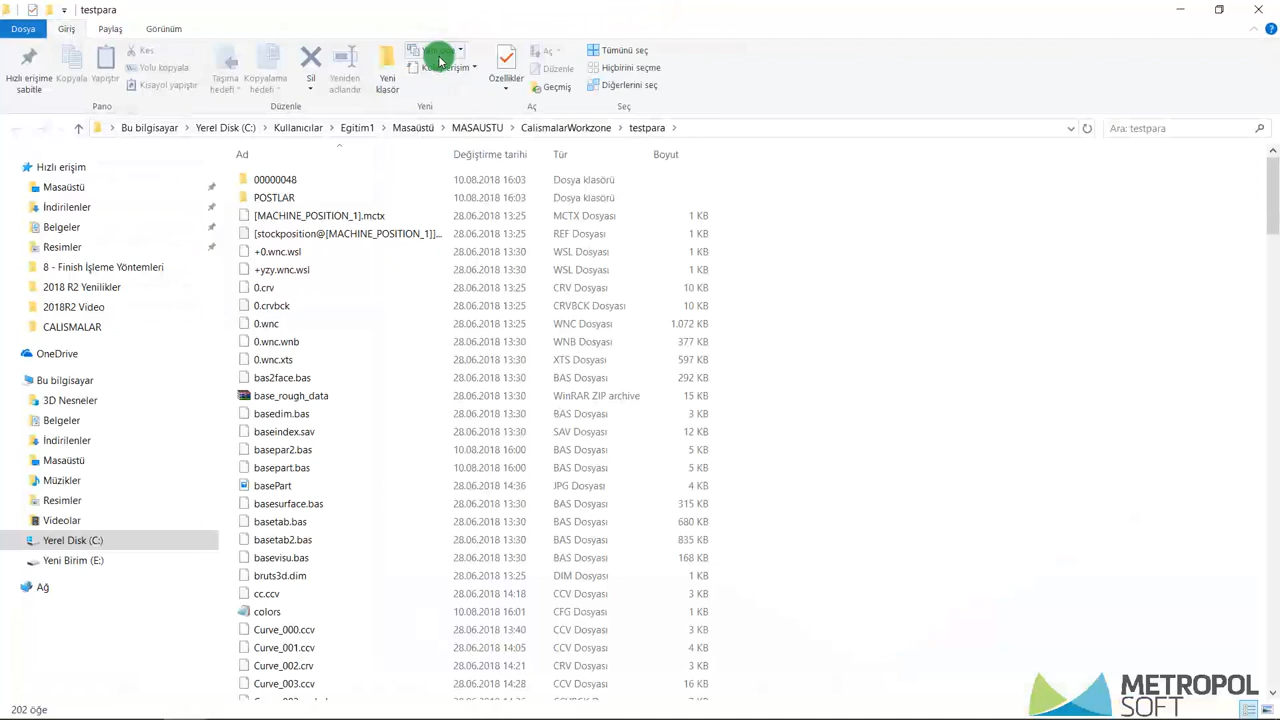 testpara
Dosya Giriş Paylaş Görünüm
Hızlı erişime sabitle
Kopyala
Yapıştır
Kes
Yolu kopyala
Kısayol yapıştır
Pano
Taşıma hedefi
Kopyalama hedefi
Sil
Yeniden adlandır
Düzenle
Yeni klasör
Yeni
Özellikler
Aç
Düzenle
Geçmiş
Aç
Tümünü seç
Hiçbirini seçme
Diğerlerini seç
Seç
Bu bilgisayar > Yerel Disk (C:) > Kullanıcılar > Egitim1 > Masaüstü > MASAUSTU > CalismalarWorkzone > testpara >
Ara: testpara
Hızlı erişim
Masaüstü
İndirilenler
Belgeler
Resimler
8 - Finish İşleme Yöntemleri
2018 R2 Yenilikler
2018R2 Video
CALISMALAR
OneDrive
Bu bilgisayar
3D Nesneler
Belgeler
İndirilenler
Masaüstü
Müzikler
Resimler
Videolar
Yerel Disk (C:)
Yeni Birim (E:)
Ağ
Ad Değiştirme tarihi Tür Boyut
00000048 10.08.2018 16:03 Dosya klasörü
POSTLAR 10.08.2018 16:03 Dosya klasörü
[MACHINE_POSITION_1].mctx 28.06.2018 13:25 MCTX Dosyası 1 KB
[stockposition@[MACHINE_POSITION_1]]... 28.06.2018 13:25 REF Dosyası 1 KB
+0.wnc.wsl 28.06.2018 13:30 WSL Dosyası 1 KB
+yzy.wnc.wsl 28.06.2018 13:30 WSL Dosyası 1 KB
0.crv 28.06.2018 13:25 CRV Dosyası 10 KB
0.crvbck 28.06.2018 13:25 CRVBCK Dosyası 10 KB
0.wnc 28.06.2018 13:25 WNC Dosyası 1.072 KB
0.wnc.wnb 28.06.2018 13:30 WNB Dosyası 377 KB
0.wnc.xts 28.06.2018 13:30 XTS Dosyası 597 KB
bas2face.bas 28.06.2018 13:30 BAS Dosyası 292 KB
base_rough_data 28.06.2018 13:30 WinRAR ZIP archive 15 KB
basedim.bas 28.06.2018 13:30 BAS Dosyası 3 KB
baseindex.sav 28.06.2018 13:30 SAV Dosyası 12 KB
basepar2.bas 10.08.2018 16:00 BAS Dosyası 5 KB
basepart.bas 10.08.2018 16:00 BAS Dosyası 5 KB
basePart 28.06.2018 14:36 JPG Dosyası 4 KB
basesurface.bas 28.06.2018 13:30 BAS Dosyası 315 KB
basetab.bas 28.06.2018 13:30 BAS Dosyası 680 KB
basetab2.bas 28.06.2018 13:30 BAS Dosyası 835 KB
basevisu.bas 28.06.2018 13:30 BAS Dosyası 168 KB
bruts3d.dim 28.06.2018 13:25 DIM Dosyası 1 KB
cc.ccv 28.06.2018 14:18 CCV Dosyası 3 KB
colors 10.08.2018 16:01 CFG Dosyası 1 KB
Curve_000.ccv 28.06.2018 13:40 CCV Dosyası 3 KB
Curve_001.ccv 28.06.2018 14:05 CCV Dosyası 4 KB
Curve_002.crv 28.06.2018 14:21 CRV Dosyası 3 KB
Curve_003.ccv 28.06.2018 14:28 CCV Dosyası 16 KB
202 öğe
METROPOL
SOFT